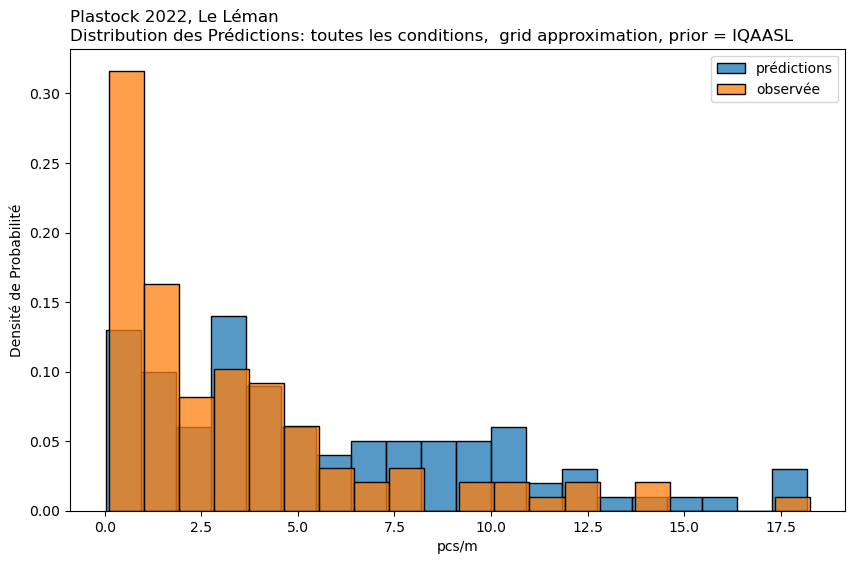 Plastock 2022, Le Léman
Distribution des Prédictions: toutes les conditions,  grid approximation, prior = IQAASL
prédictions
observée
Densité de Probabilité
0.30
0.25
0.20
0.15
0.10
0.05
0.00
0.0 2.5 5.0 7.5 10.0 12.5 15.0 17.5
pcs/m